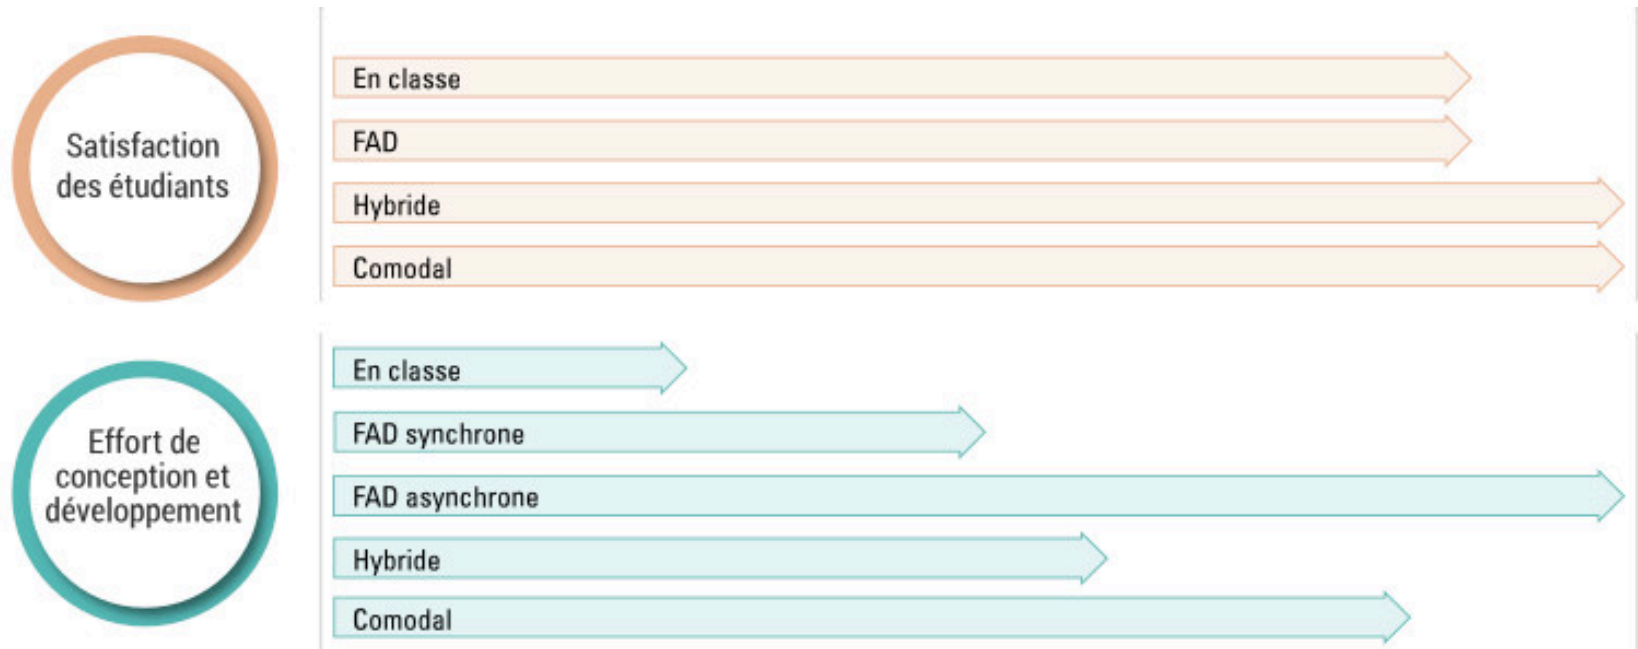 Satisfaction
des étudiants
En classe
FAD
Hybride
Comodal
Effort de
conception et
développement
En classe
FAD synchrone
FAD asynchrone
Hybride
Comodal